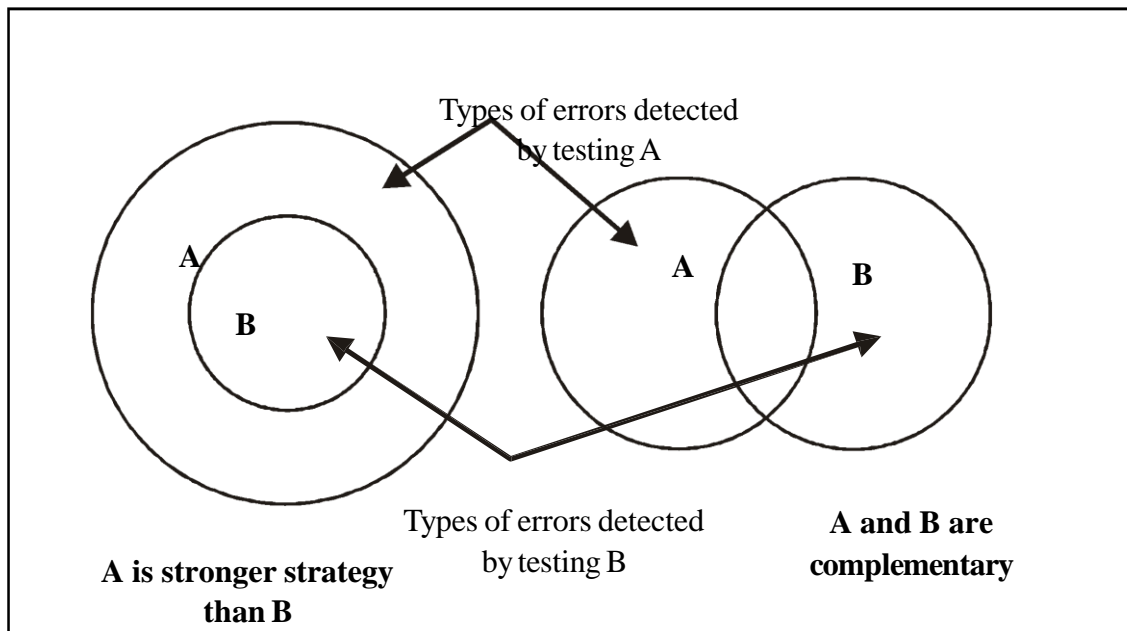 Types of errors detected
by testing A
A
B
A
B
Types of errors detected
by testing B
A is stronger strategy
than B
A and B are
complementary